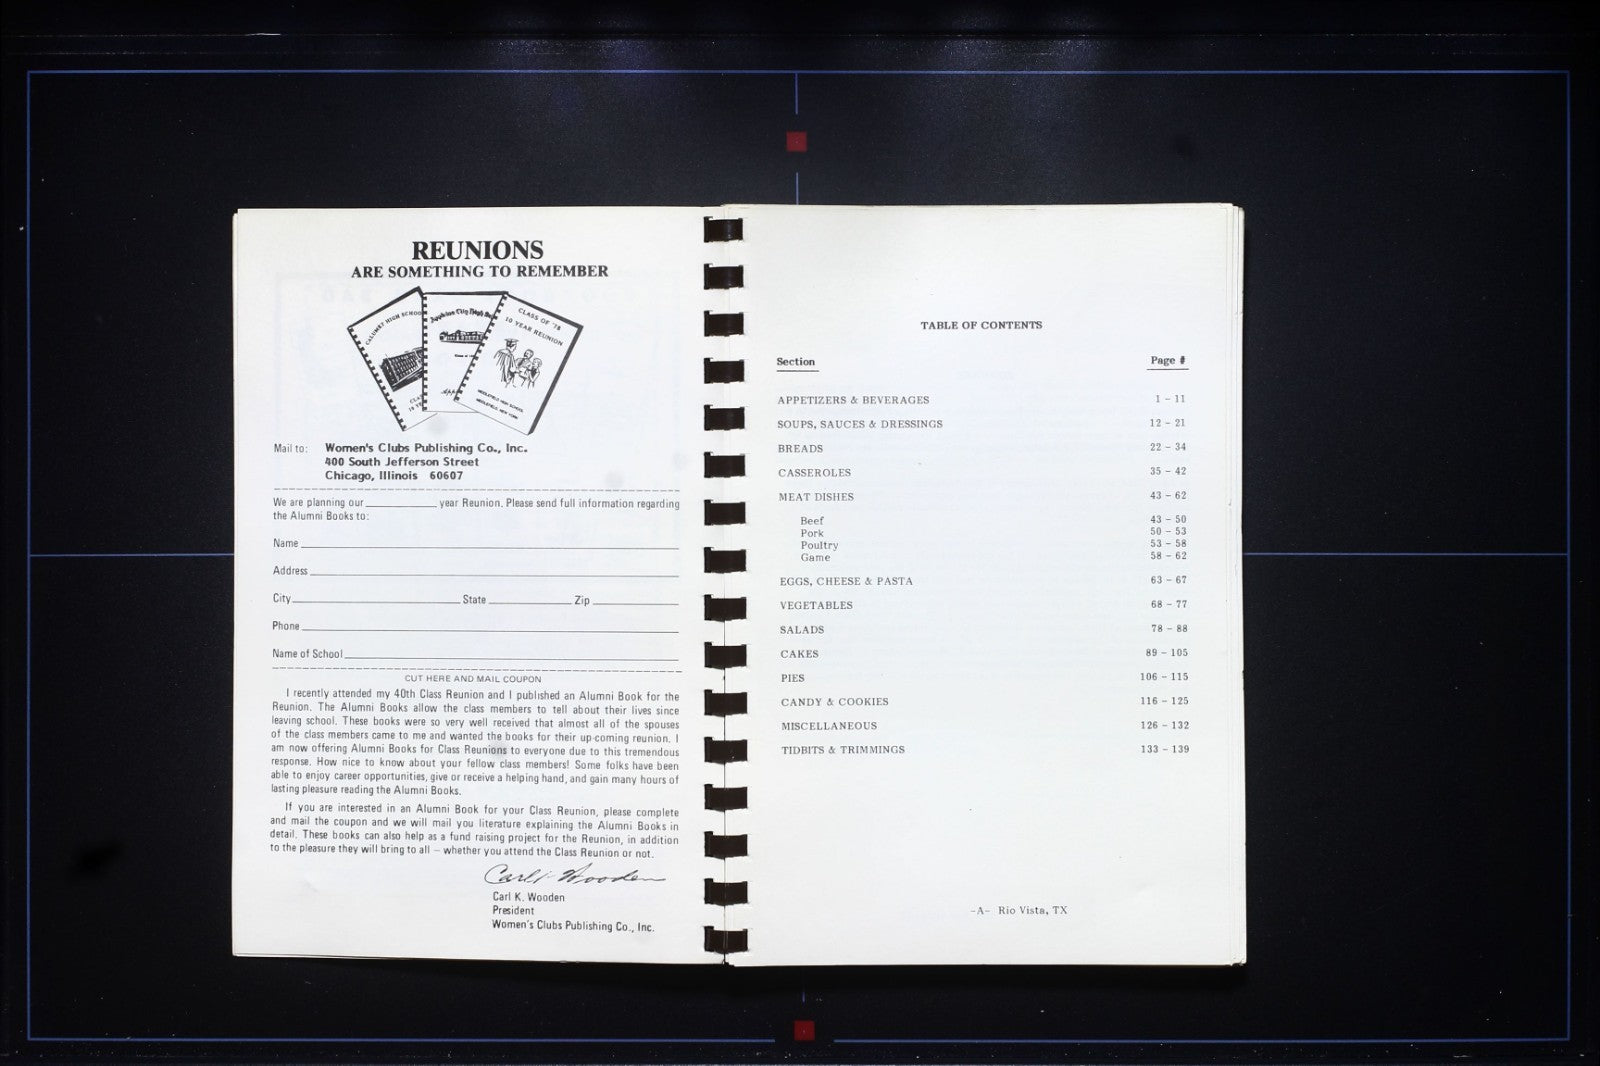 REUNIONS
ARE SOMETHING TO REMEMBER
CALUMET HIGH SCHOOL
CLASS OF '78
10 YEAR REUNION
MIDDLEFIELD HIGH SCHOOL
MIDDLEFIELD, NEW YORK
Mail to: Women's Clubs Publishing Co., Inc.
400 South Jefferson Street
Chicago, Illinois 60607
We are planning our year Reunion. Please send full information regarding
the Alumni Books to:
Name
Address
City State Zip
Phone
Name of School
CUT HERE AND MAIL COUPON
I recently attended my 40th Class Reunion and I published an Alumni Book for the
Reunion. The Alumni Books allow the class members to tell about their lives since
leaving school. These books were so very well received that almost all of the spouses
of the class members came to me and wanted the books for their up-coming reunion. I
am now offering Alumni Books for Class Reunions to everyone due to this tremendous
response. How nice to know about your fellow class members! Some folks have been
able to enjoy career opportunities, give or receive a helping hand, and gain many hours of
lasting pleasure reading the Alumni Books.
If you are interested in an Alumni Book for your Class Reunion, please complete
and mail the coupon and we will mail you literature explaining the Alumni Books in
detail. These books can also help as a fund raising project for the Reunion, in addition
to the pleasure they will bring to all — whether you attend the Class Reunion or not.
Carl K. Wooden
Carl K. Wooden
President
Women's Clubs Publishing Co., Inc.
TABLE OF CONTENTS
Section Page #
APPETIZERS & BEVERAGES 1 - 11
SOUPS, SAUCES & DRESSINGS 12 - 21
BREADS 22 - 34
CASSEROLES 35 - 42
MEAT DISHES 43 - 62
Beef 43 - 50
Pork 50 - 53
Poultry 53 - 58
Game 58 - 62
EGGS, CHEESE & PASTA 63 - 67
VEGETABLES 68 - 77
SALADS 78 - 88
CAKES 89 - 105
PIES 106 - 115
CANDY & COOKIES 116 - 125
MISCELLANEOUS 126 - 132
TIDBITS & TRIMMINGS 133 - 139
-A- Rio Vista, TX